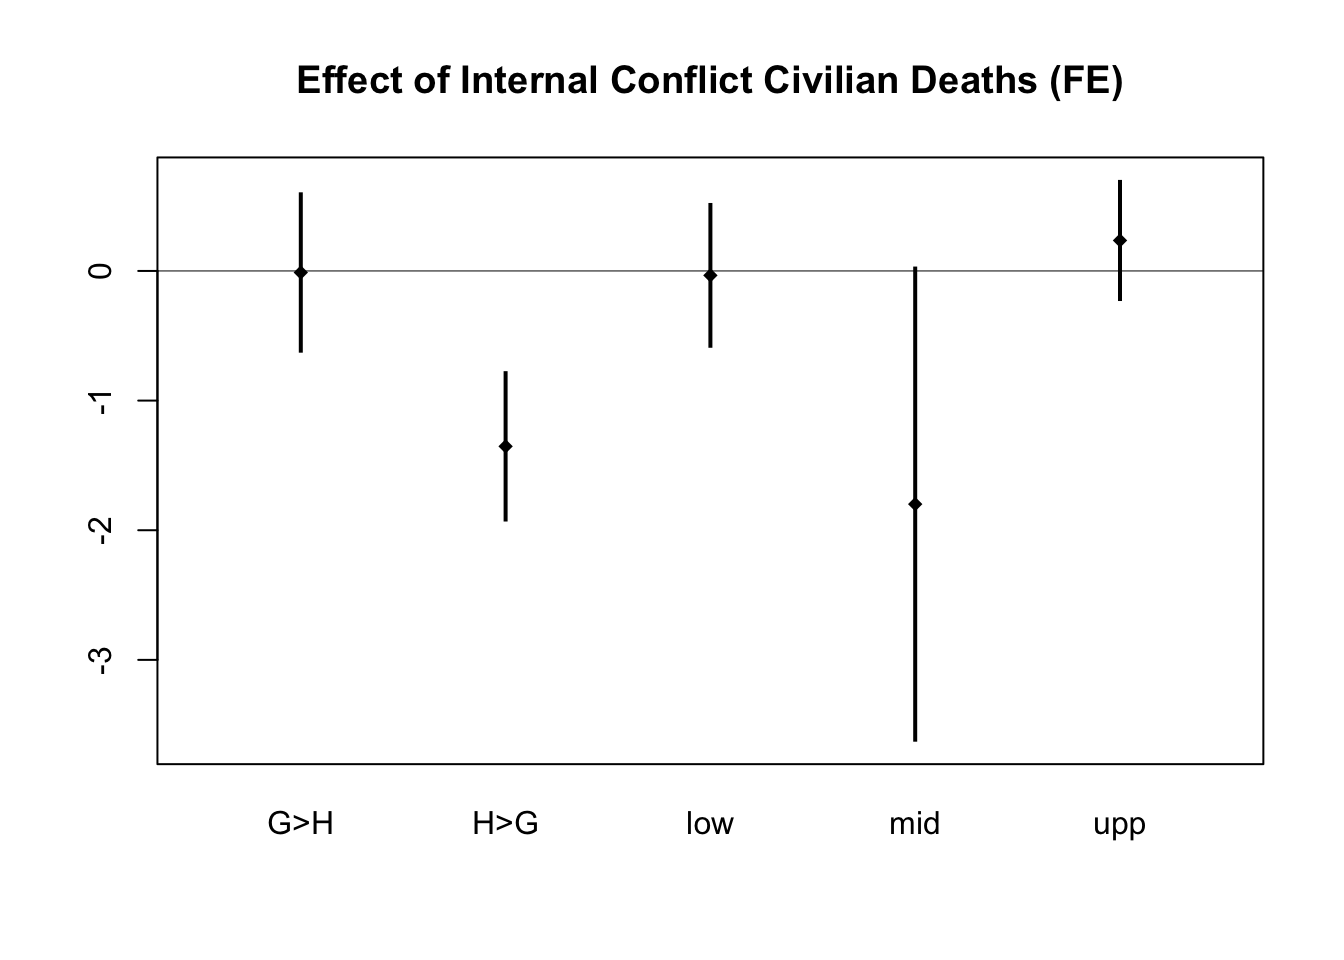 Effect of Internal Conflict Civilian Deaths (FE)
0
-1
-2
-3
G>H H>G low mid upp